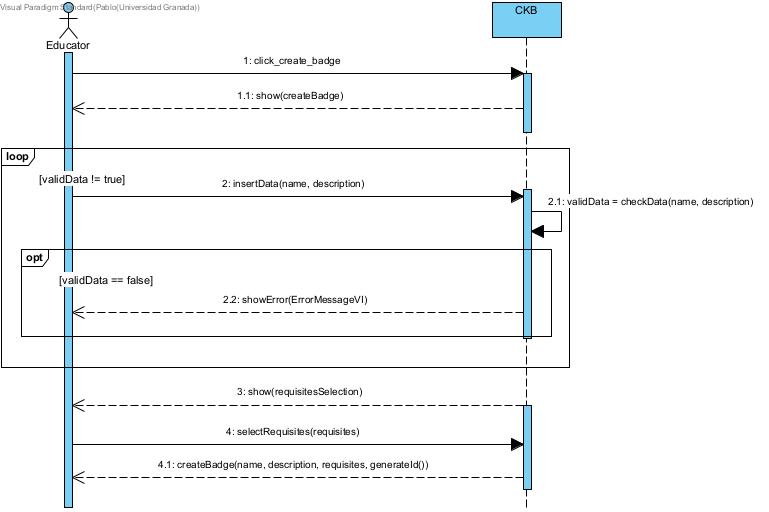 Visual Paradigm Standard(Pablo(Universidad Granada))
CKB
Educator
1: click_create_badge
1.1: show(createBadge)
loop
[validData != true]
2: insertData(name, description)
2.1: validData = checkData(name, description)
opt
[validData == false]
2.2: showError(ErrorMessageVI)
3: show(requisitesSelection)
4: selectRequisites(requisites)
4.1: createBadge(name, description, requisites, generateId())